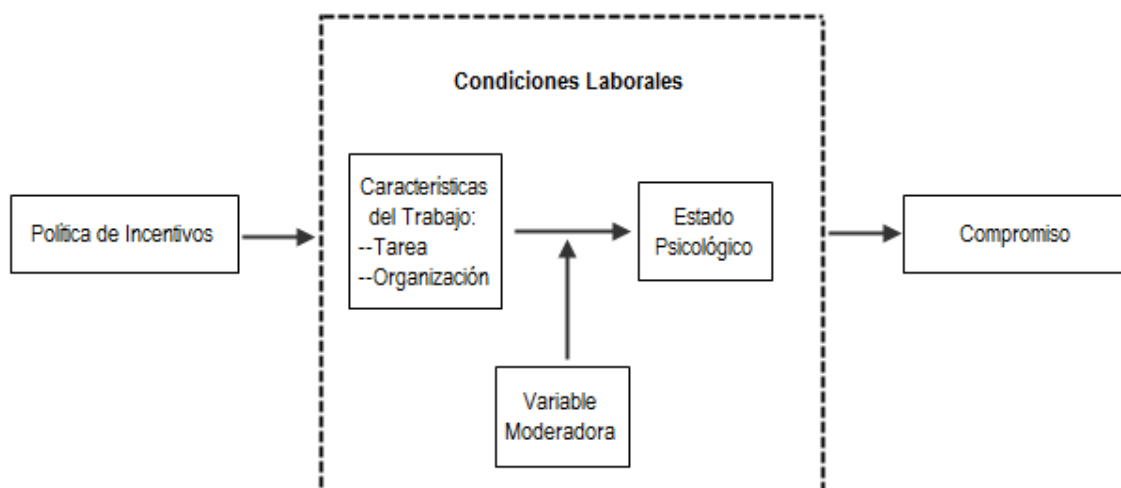 Condiciones Laborales
Política de Incentivos
Características
del Trabajo:
--Tarea
--Organización
Estado
Psicológico
Compromiso
Variable
Moderadora